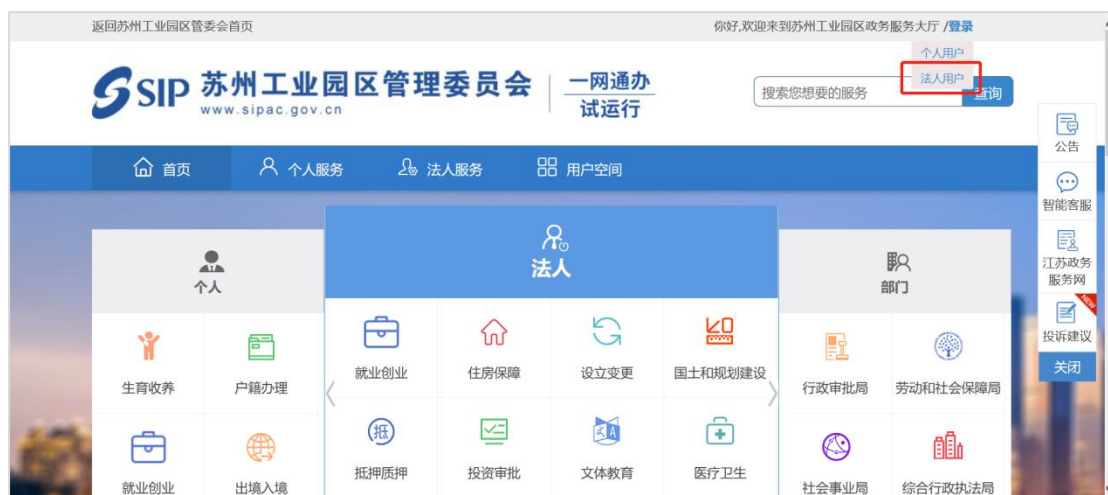 返回苏州工业园区管委会首页
你好,欢迎来到苏州工业园区政务服务大厅 /登录
个人用户
法人用户
SIP 苏州工业园区管理委员会
www.sipac.gov.cn
一网通办
试运行
搜索您想要的服务
查询
首页 个人服务 法人服务 用户空间
公告
智能客服
江苏政务
服务网
NEW
投诉建议
关闭
个人
生育收养 户籍办理
就业创业 出境入境
法人
就业创业 住房保障 设立变更 国土和规划建设
抵
抵押质押 投资审批 文体教育 医疗卫生
部门
行政审批局 劳动和社会保障局
社会事业局 综合行政执法局